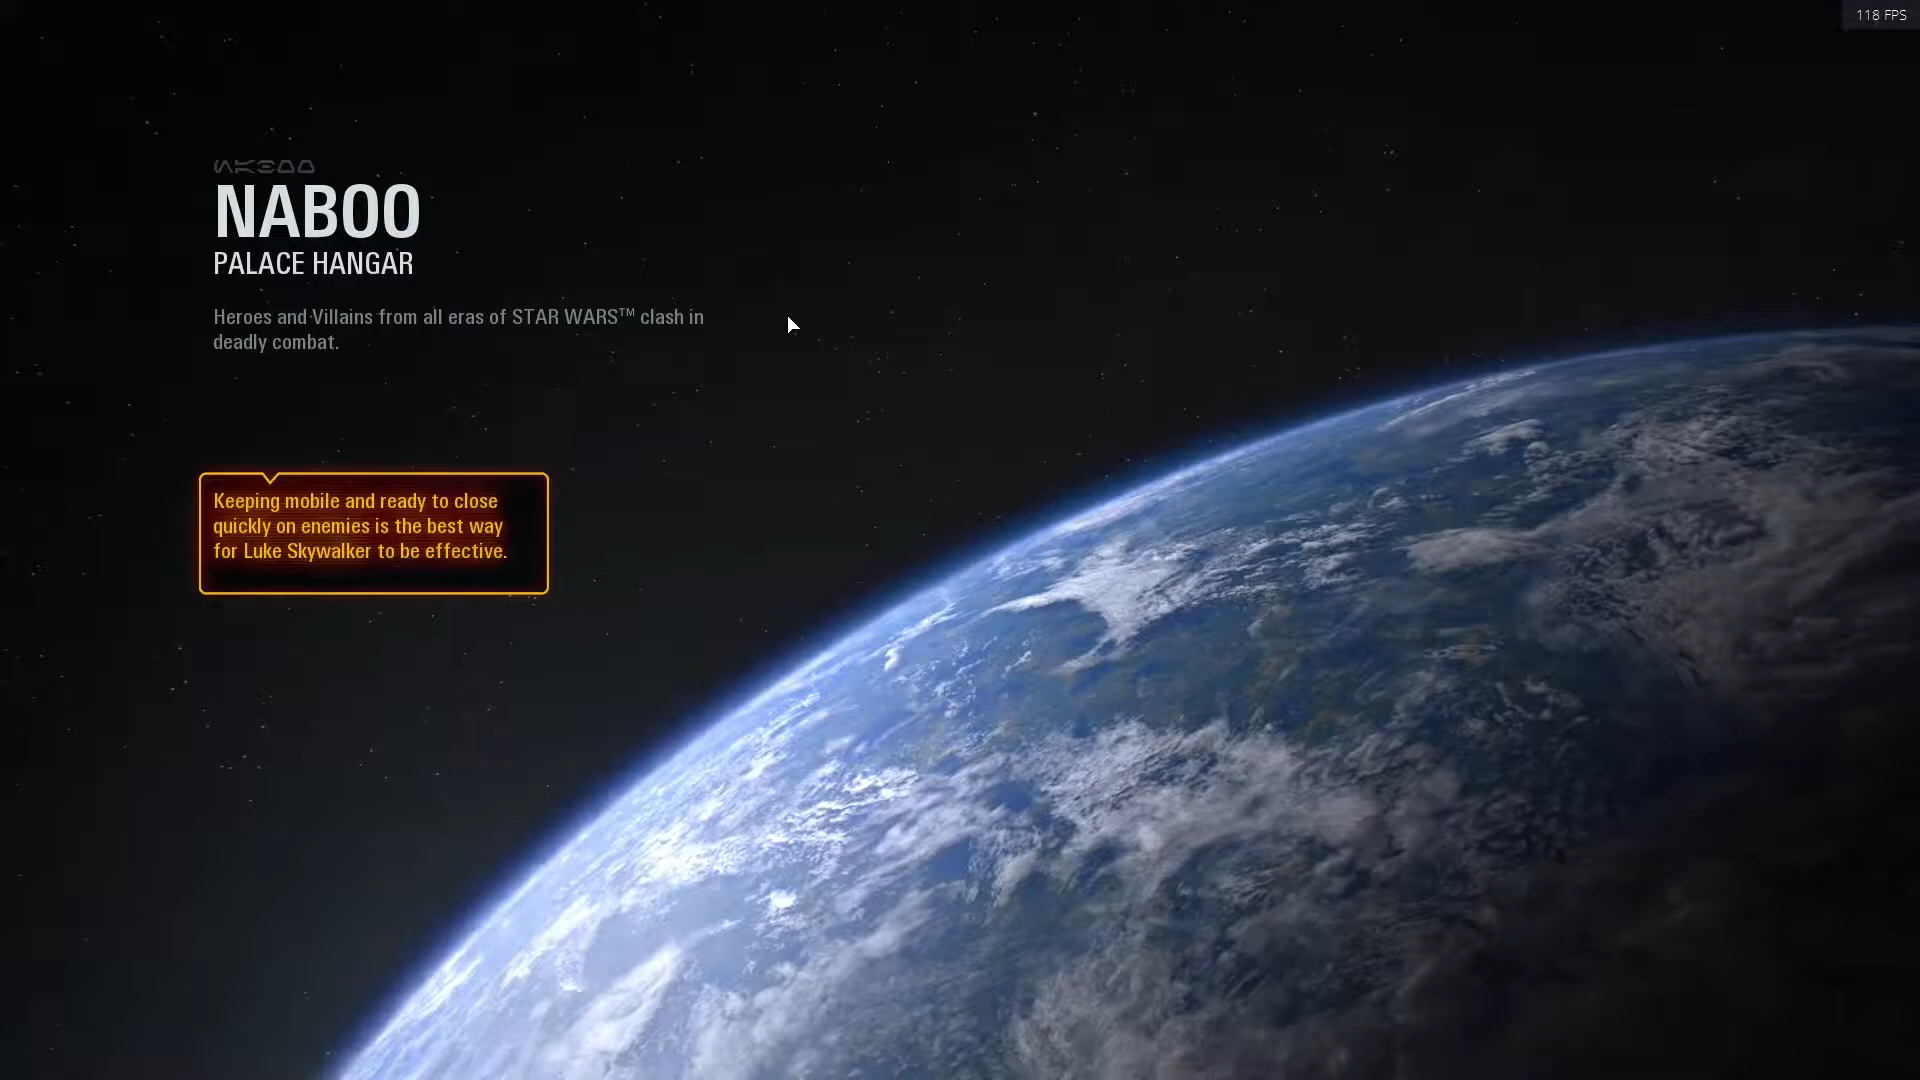 118 FPS
NABOO
PALACE HANGAR
Heroes and Villains from all eras of STAR WARS™ clash in
deadly combat.
Keeping mobile and ready to close
quickly on enemies is the best way
for Luke Skywalker to be effective.